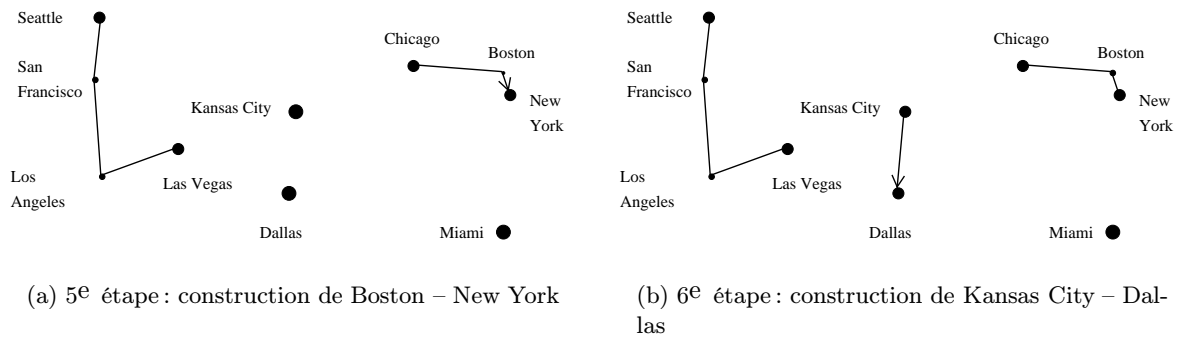 Seattle
San
Francisco
Los
Angeles
Las Vegas
Kansas City
Dallas
Chicago
Boston
New
York
Miami
(a) 5e étape : construction de Boston – New York
Seattle
San
Francisco
Los
Angeles
Las Vegas
Kansas City
Dallas
Chicago
Boston
New
York
Miami
(b) 6e étape : construction de Kansas City – Dal-
las